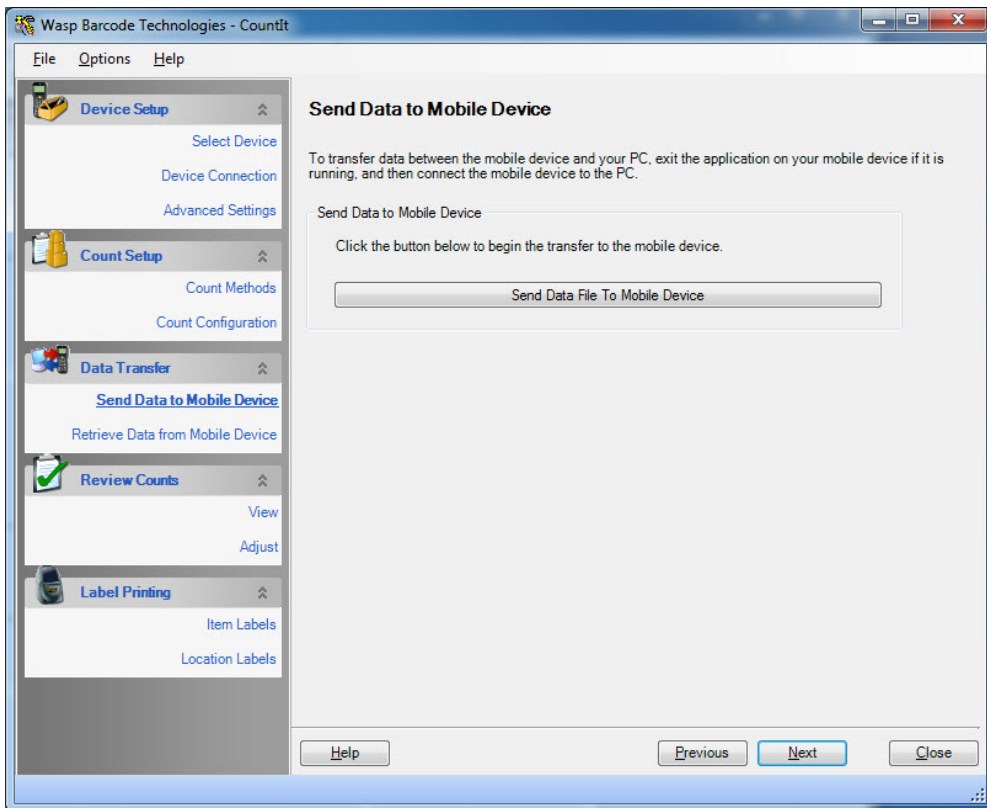 Wasp Barcode Technologies - CountIt
File Options Help
Device Setup
Select Device
Device Connection
Advanced Settings
Count Setup
Count Methods
Count Configuration
Data Transfer
Send Data to Mobile Device
Retrieve Data from Mobile Device
Review Counts
View
Adjust
Label Printing
Item Labels
Location Labels
Send Data to Mobile Device
To transfer data between the mobile device and your PC, exit the application on your mobile device if it is
running, and then connect the mobile device to the PC.
Send Data to Mobile Device
Click the button below to begin the transfer to the mobile device.
Send Data File To Mobile Device
Help Previous Next Close